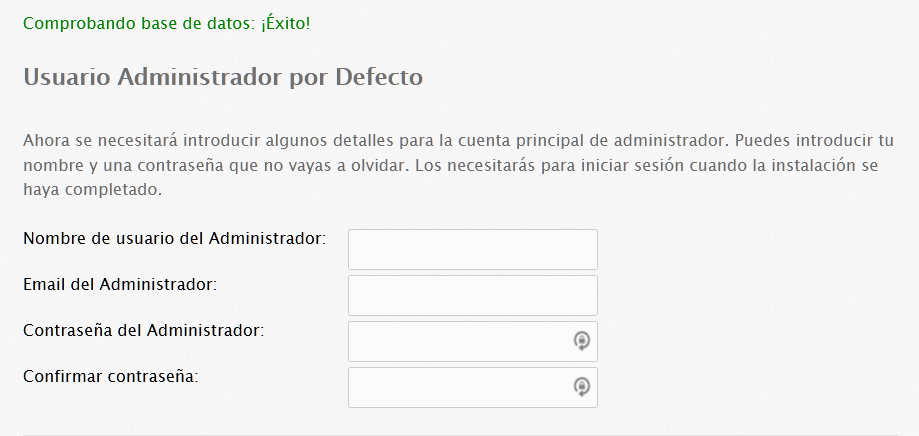 Comprobando base de datos: ¡Éxito!
Usuario Administrador por Defecto
Ahora se necesitará introducir algunos detalles para la cuenta principal de administrador. Puedes introducir tu
nombre y una contraseña que no vayas a olvidar. Los necesitarás para iniciar sesión cuando la instalación se
haya completado.
Nombre de usuario del Administrador:
Email del Administrador:
Contraseña del Administrador:
Confirmar contraseña: